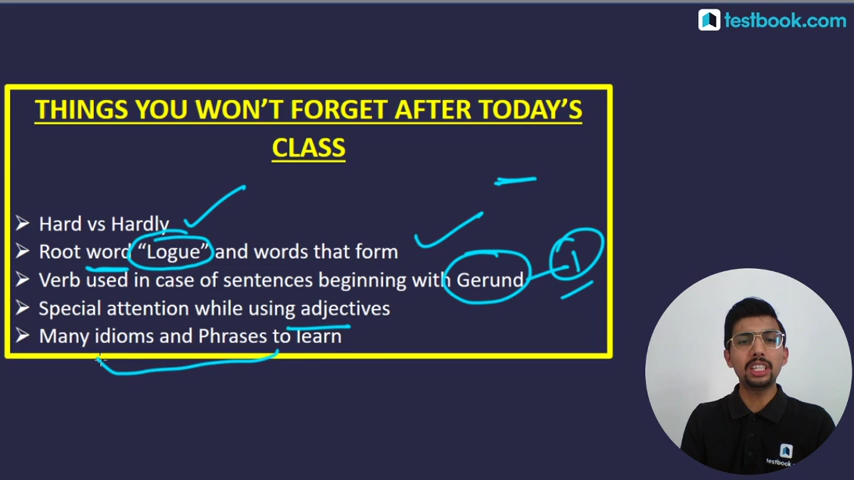 testbook.com
THINGS YOU WON'T FORGET AFTER TODAY'S
CLASS
➤ Hard vs Hardly
➤ Root word "Logue" and words that form
➤ Verb used in case of sentences beginning with Gerund 1
➤ Special attention while using adjectives
➤ Many idioms and Phrases to learn
testbook